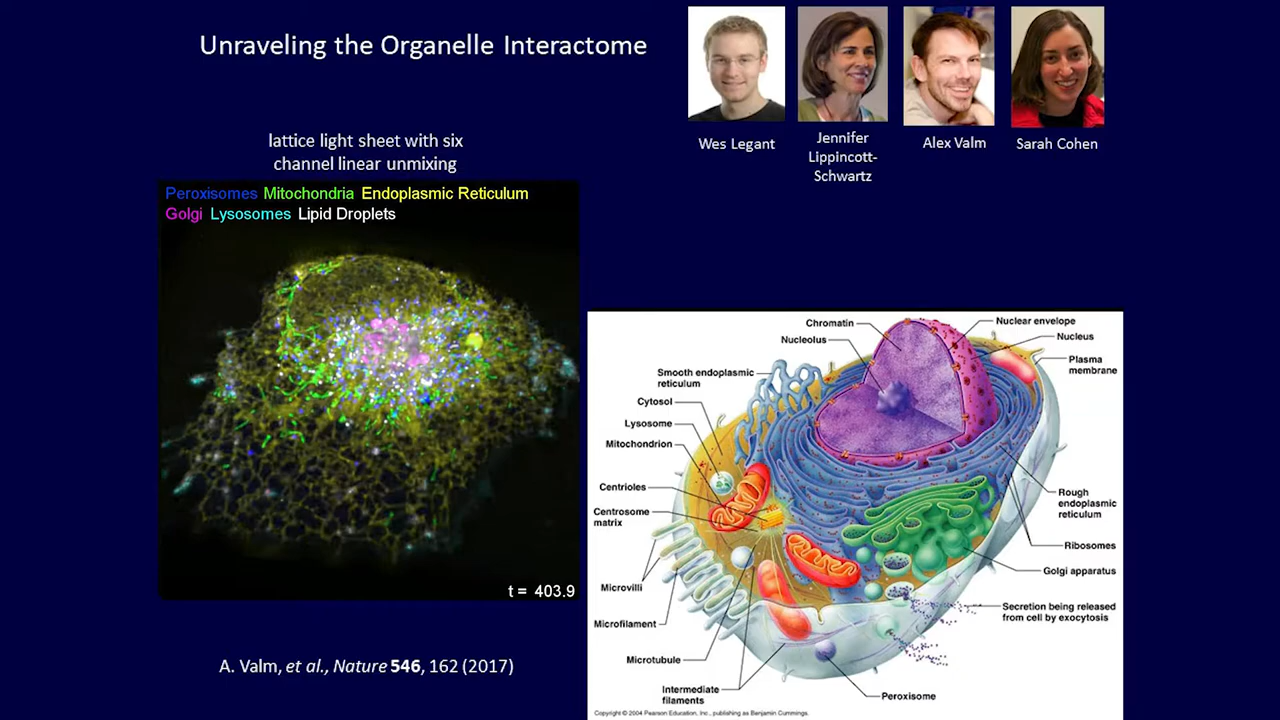 Unraveling the Organelle Interactome
Wes Legant
Jennifer
Lippincott-
Schwartz
Alex Valm
Sarah Cohen
lattice light sheet with six
channel linear unmixing
Peroxisomes Mitochondria Endoplasmic Reticulum
Golgi Lysosomes Lipid Droplets
t = 403.9
A. Valm, et al., Nature 546, 162 (2017)
Chromatin
Nucleolus
Smooth endoplasmic
reticulum
Cytosol
Lysosome
Mitochondrion
Centrioles
Centrosome
matrix
Microvilli
Microfilament
Microtubule
Intermediate
filaments
Nuclear envelope
Nucleus
Plasma
membrane
Rough
endoplasmic
reticulum
Ribosomes
Golgi apparatus
Secretion being released
from cell by exocytosis
Peroxisome
Copyright © 2004 Pearson Education, Inc., publishing as Benjamin Cummings.